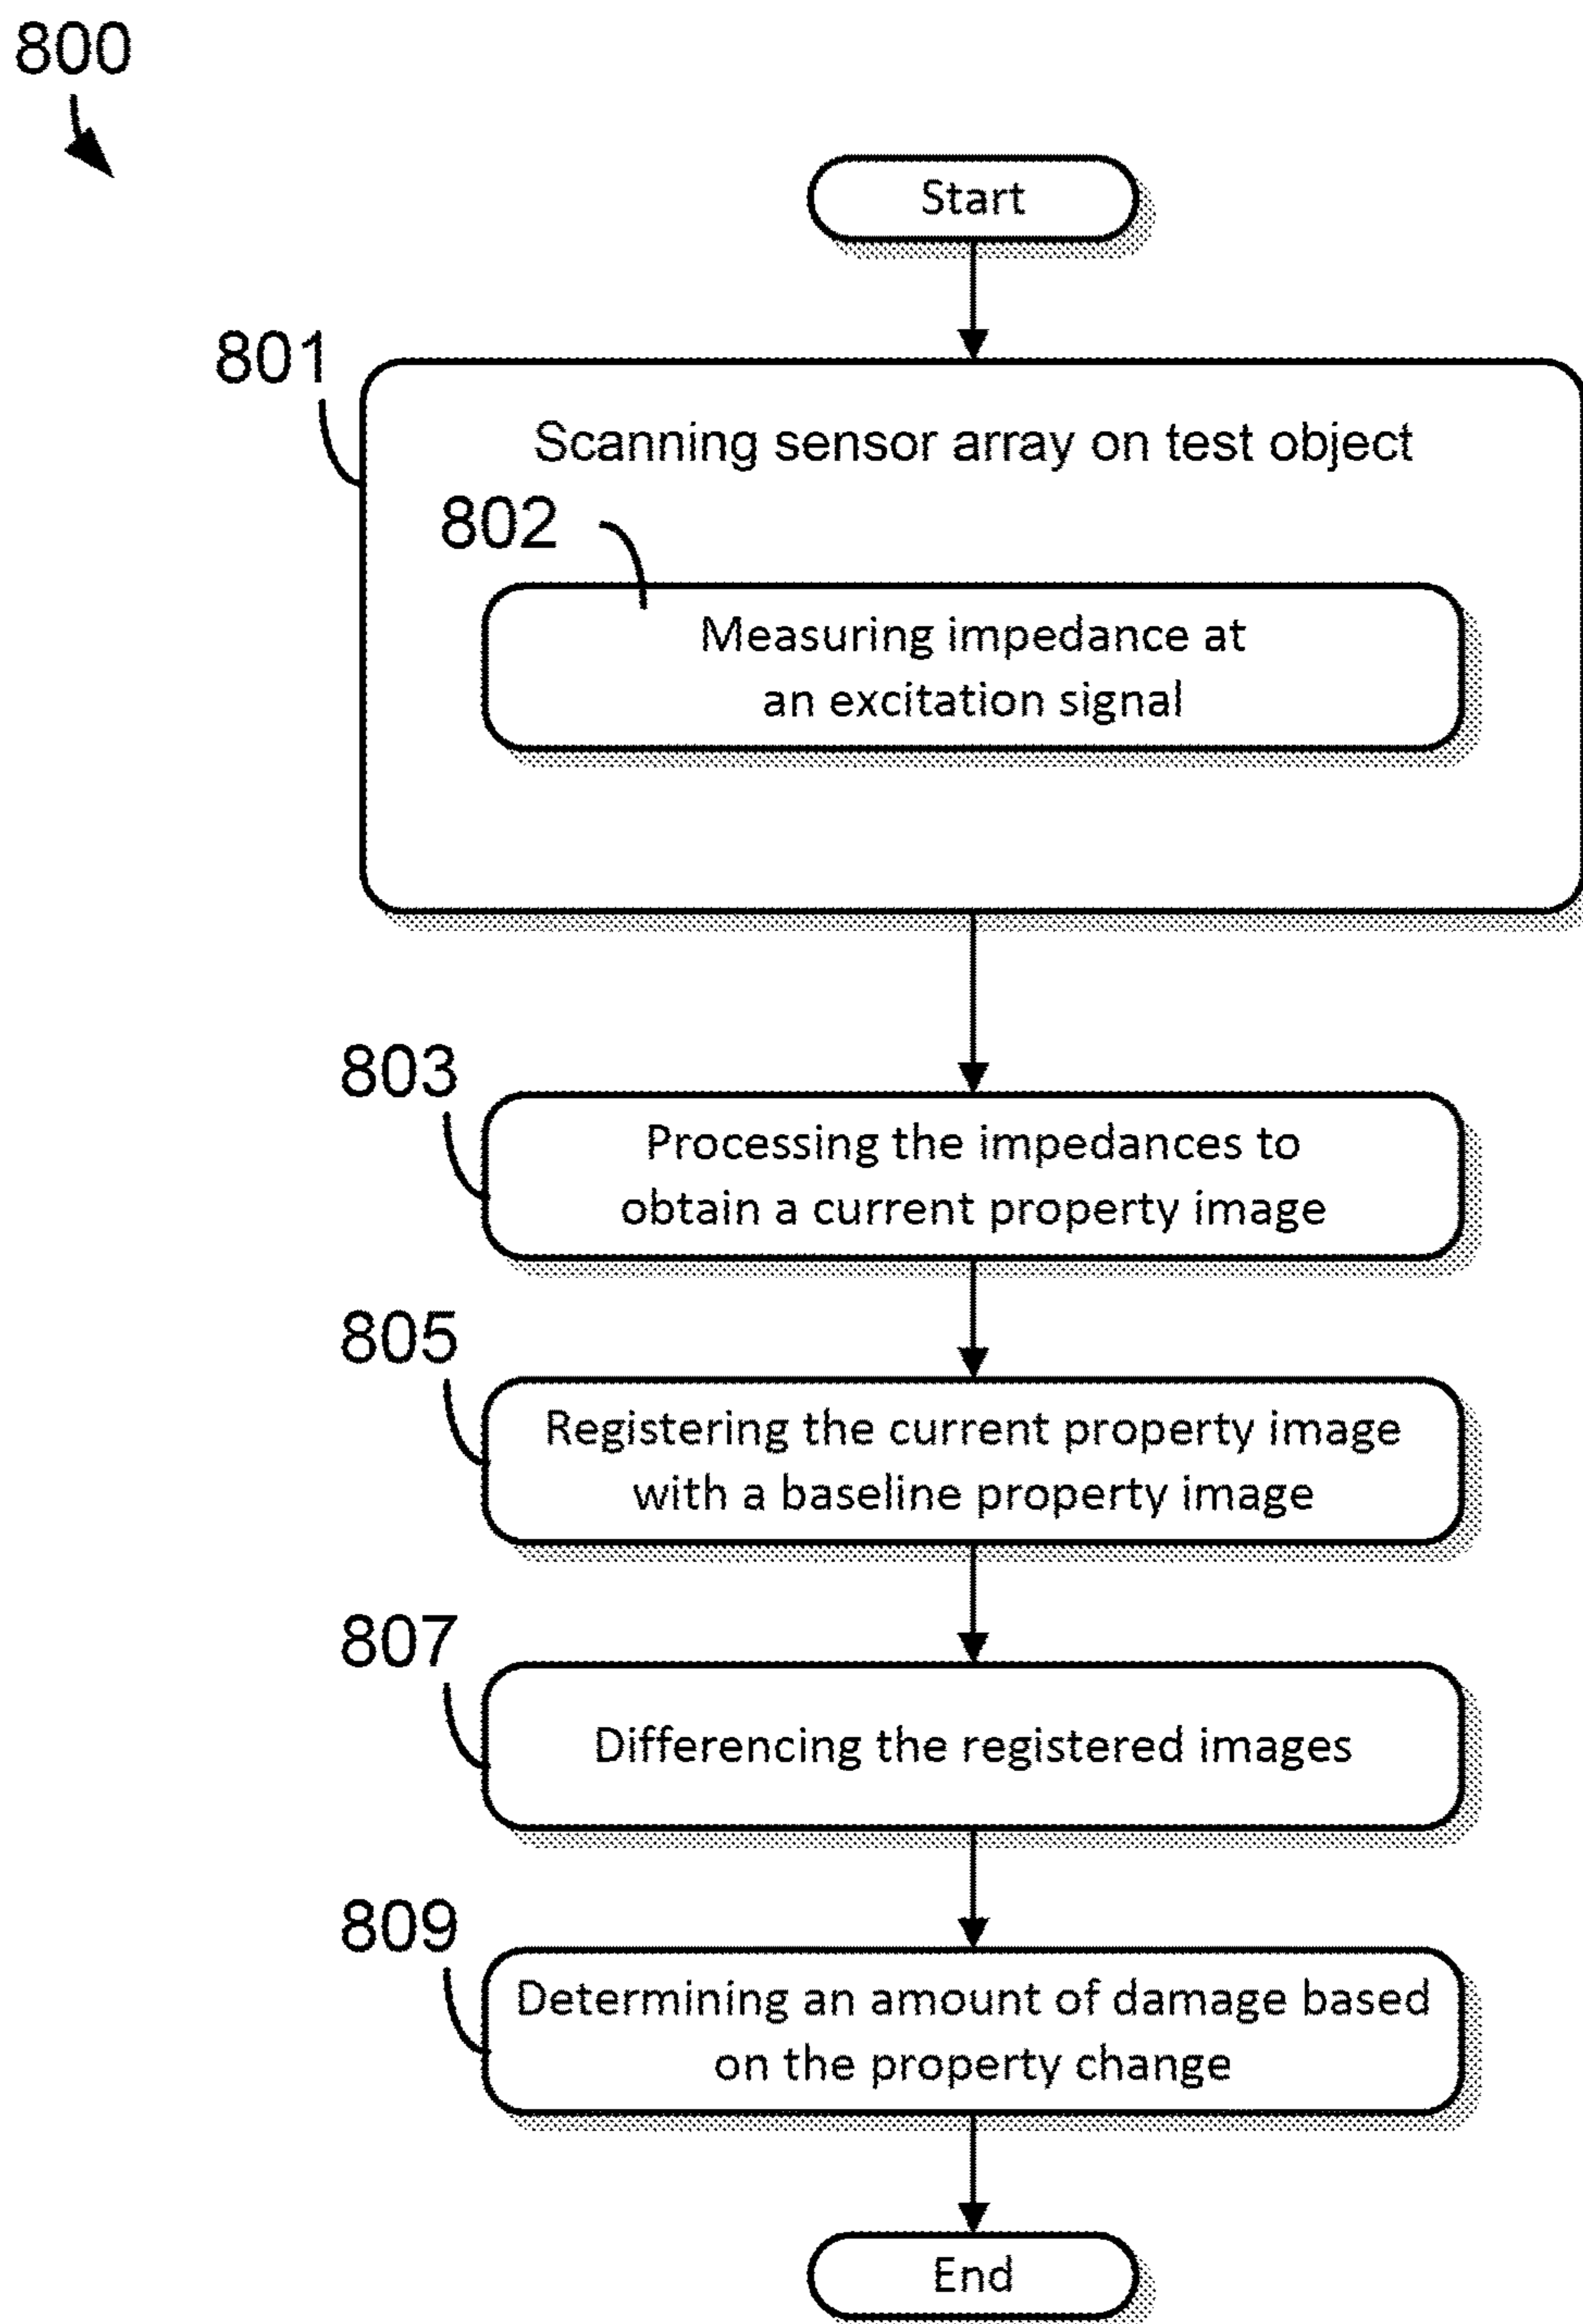 800
Start
801
Scanning sensor array on test object
802
Measuring impedance at
an excitation signal
803
Processing the impedances to
obtain a current property image
805
Registering the current property image
with a baseline property image
807
Differencing the registered images
809
Determining an amount of damage based
on the property change
End